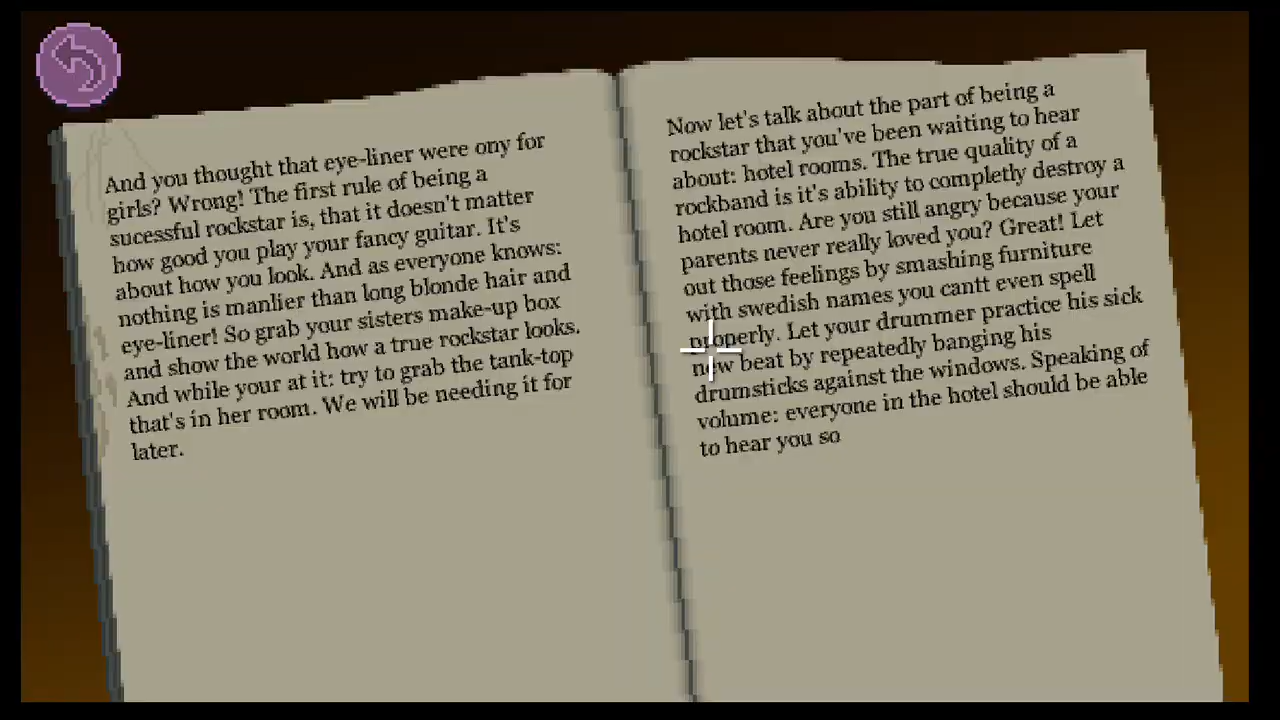 And you thought that eye-liner were ony for
girls? Wrong! The first rule of being a
sucessful rockstar is, that it doesn't matter
how good you play your fancy guitar. It's
about how you look. And as everyone knows:
nothing is manlier than long blonde hair and
eye-liner! So grab your sisters make-up box
and show the world how a true rockstar looks.
And while your at it: try to grab the tank-top
that's in her room. We will be needing it for
later.
Now let's talk about the part of being a
rockstar that you've been waiting to hear
about: hotel rooms. The true quality of a
rockband is it's ability to completly destroy a
hotel room. Are you still angry because your
parents never really loved you? Great! Let
out those feelings by smashing furniture
with swedish names you cantt even spell
properly. Let your drummer practice his sick
new beat by repeatedly banging his
drumsticks against the windows. Speaking of
volume: everyone in the hotel should be able
to hear you so